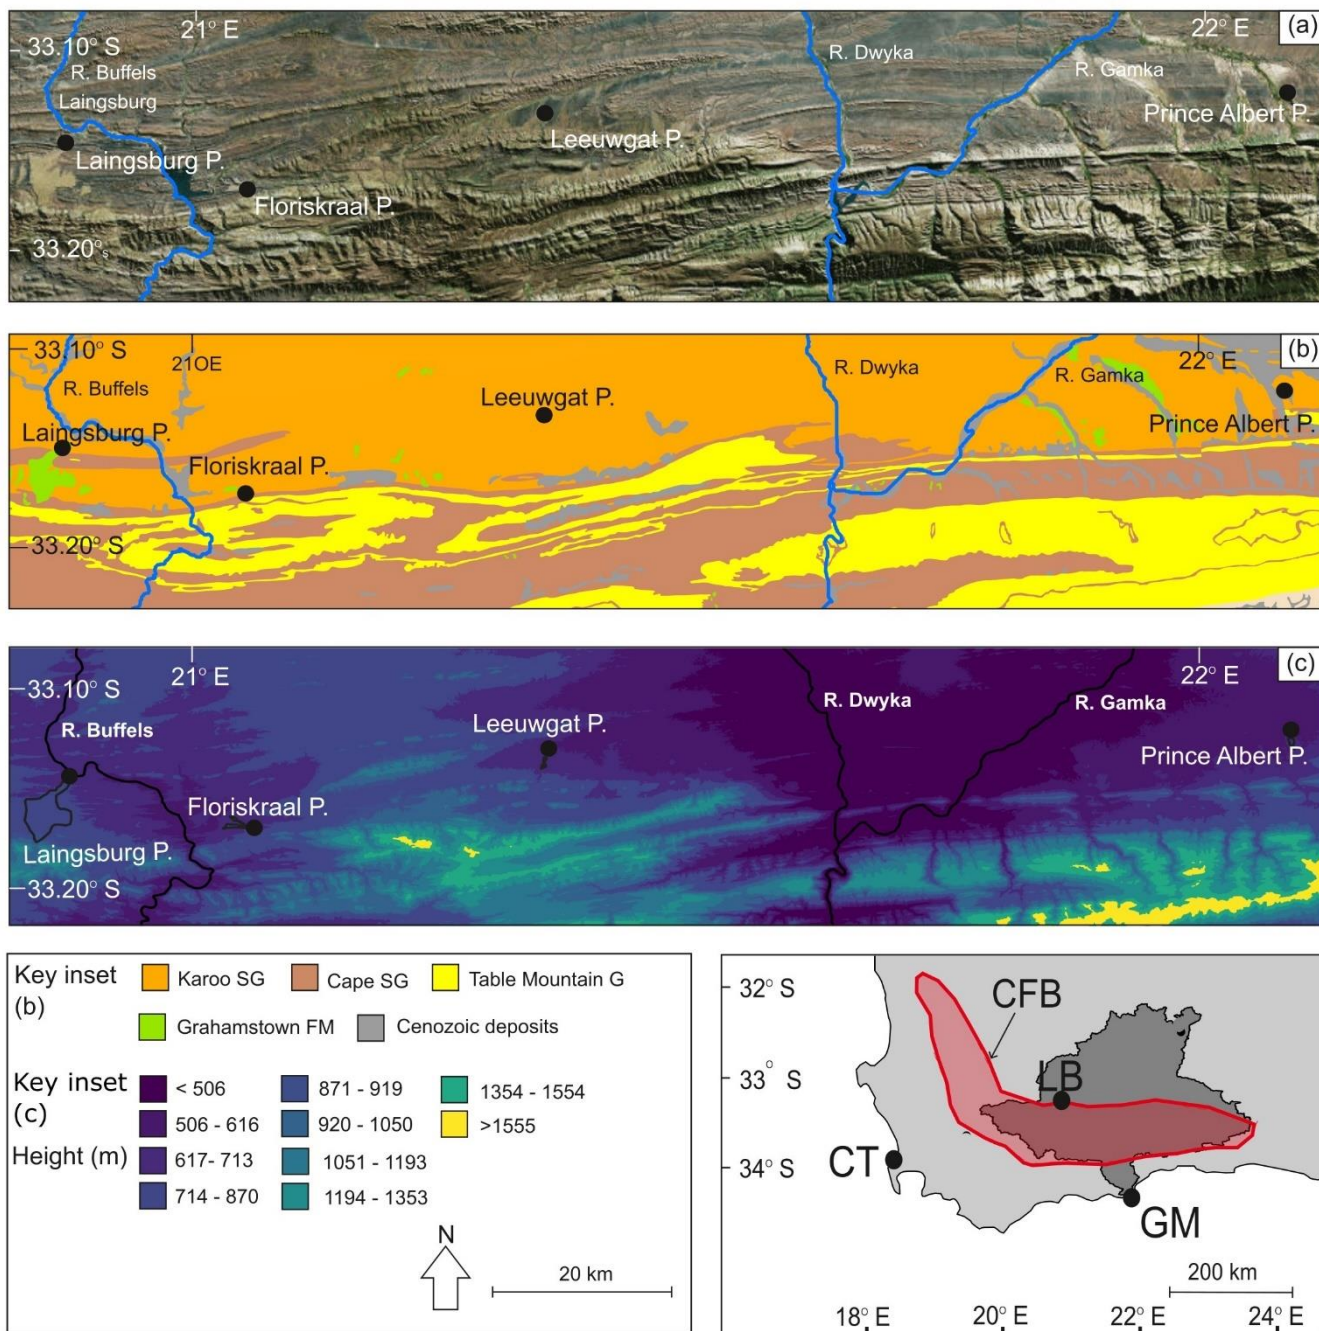 (a)
21° E
22° E
33.10° S
R. Buffels
R. Dwyka
R. Gamka
Laingsburg
Prince Albert P.
Leeuwgat P.
Laingsburg P.
Floriskraal P.
33.20°s
(b)
33.10° S
21OE
22° E
R. Buffels
R. Dwyka
R. Gamka
Leeuwgat P.
Prince Albert P.
Laingsburg P.
Floriskraal P.
33.20° S
(c)
21° E
22° E
33.10° S
R. Buffels
R. Dwyka
R. Gamka
Leeuwgat P.
Prince Albert P.
Floriskraal P.
Laingsburg P.
33.20° S
Key inset
(b)
Karoo SG
Cape SG
Table Mountain G
Grahamstown FM
Cenozoic deposits
Key inset
(c)
Height (m)
< 506
506 - 616
617- 713
714 - 870
871 - 919
920 - 1050
1051 - 1193
1194 - 1353
1354 - 1554
>1555
N
20 km
32° S
33° S
34° S
CFB
LB
CT
GM
200 km
18° E
20° E
22° E
24° E